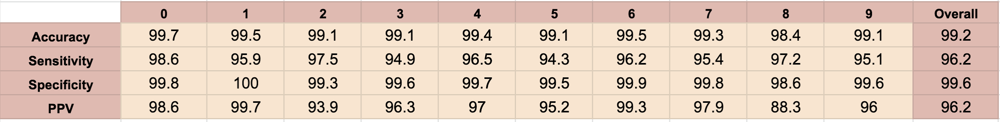 0 1 2 3 4 5 6 7 8 9 Overall
Accuracy 99.7 99.5 99.1 99.1 99.4 99.1 99.5 99.3 98.4 99.1 99.2
Sensitivity 98.6 95.9 97.5 94.9 96.5 94.3 96.2 95.4 97.2 95.1 96.2
Specificity 99.8 100 99.3 99.6 99.7 99.5 99.9 99.8 98.6 99.6 99.6
PPV 98.6 99.7 93.9 96.3 97 95.2 99.3 97.9 88.3 96 96.2